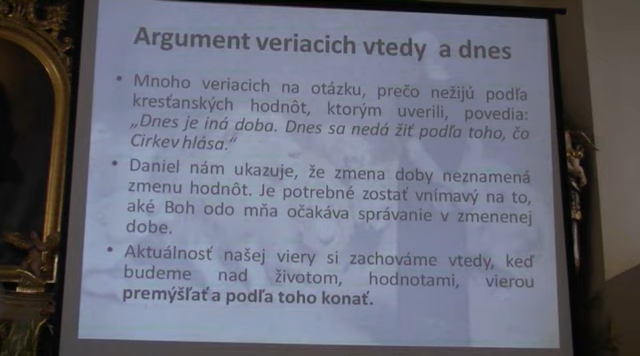 Argument veriacich vtedy a dnes
• Mnoho veriacich na otázku, prečo nežijú podľa
kresťanských hodnôt, ktorým uverili, povedia:
„Dnes je iná doba. Dnes sa nedá žiť podľa toho, čo
Cirkev hlása.“
• Daniel nám ukazuje, že zmena doby neznamená
zmenu hodnôt. Je potrebné zostať vnímavý na to,
aké Boh odo mňa očakáva správanie v zmenenej
dobe.
• Aktuálnosť našej viery si zachováme vtedy, keď
budeme nad životom, hodnotami, vierou
premýšľať a podľa toho konať.